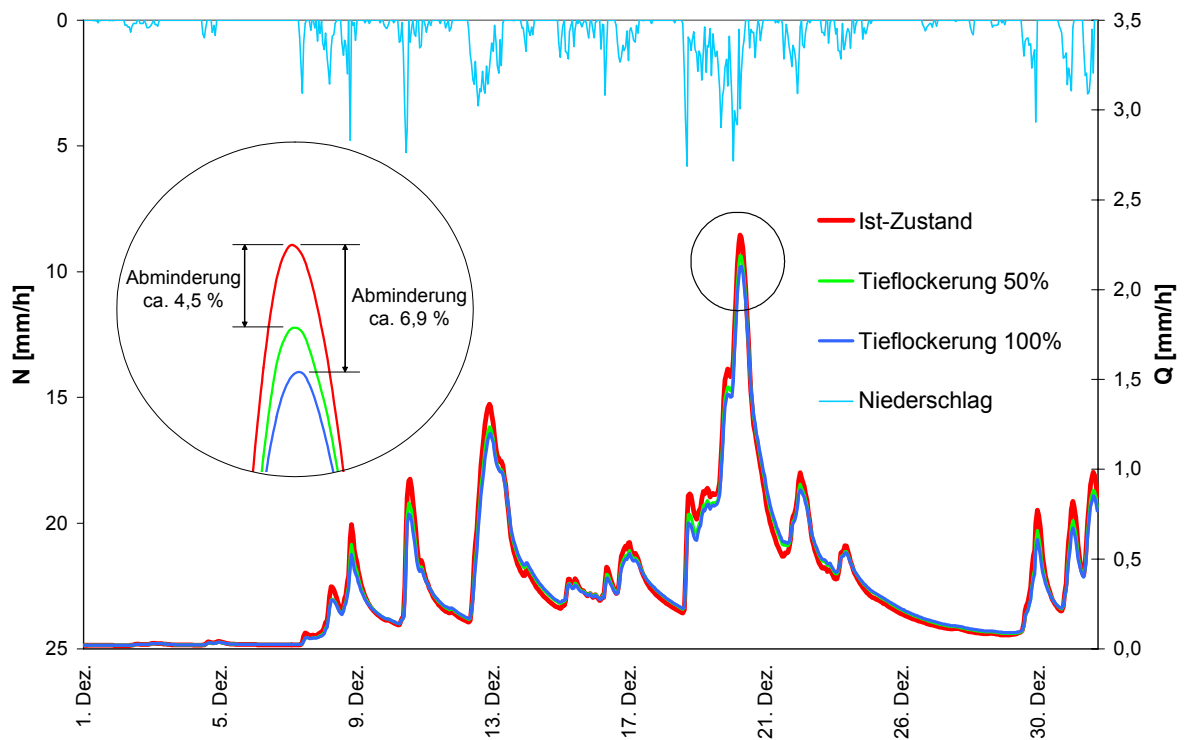 0
5
10
15
20
25
N [mm/h]
3,5
3,0
2,5
2,0
1,5
1,0
0,5
0,0
Q [mm/h]
Abminderung
ca. 4,5 %
Abminderung
ca. 6,9 %
Ist-Zustand
Tieflockerung 50%
Tieflockerung 100%
Niederschlag
1. Dez.
5. Dez.
9. Dez.
13. Dez.
17. Dez.
21. Dez.
26. Dez.
30. Dez.